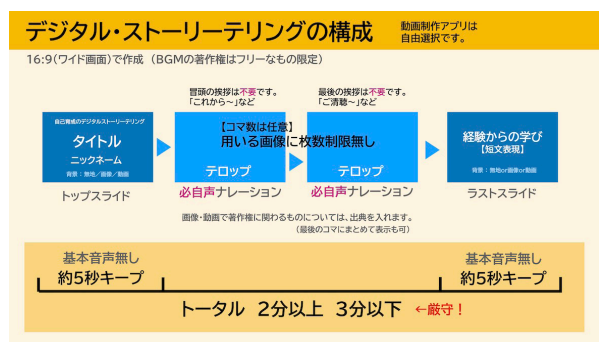 デジタル・ストーリーテリングの構成
動画制作アプリは
自由選択です。
16:9(ワイド画面)で作成 (BGMの著作権はフリーなもの限定)
冒頭の挨拶は不要です。
「これから~」など
最後の挨拶は不要です。
「ご清聴~」など
自己育成のデジタルストーリーテリング
タイトル
ニックネーム
背景:無地/画像/動画
トップスライド
【コマ数は任意】
用いる画像に枚数制限無し
テロップ
必自声ナレーション
テロップ
必自声ナレーション
経験からの学び
【短文表現】
背景:無地or画像or動画
ラストスライド
画像・動画で著作権に関わるものについては、出典を入れます。
(最後のコマにまとめて表示も可)
基本音声無し
約5秒キープ
基本音声無し
約5秒キープ
トータル 2分以上 3分以下 ←厳守!